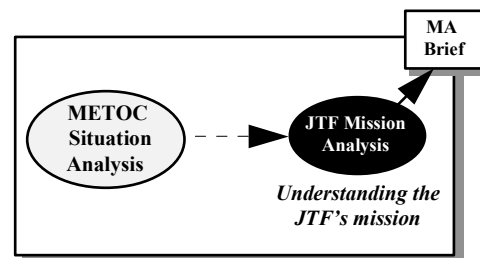 MA
Brief
METOC
Situation
Analysis
JTF Mission
Analysis
Understanding the
JTF's mission